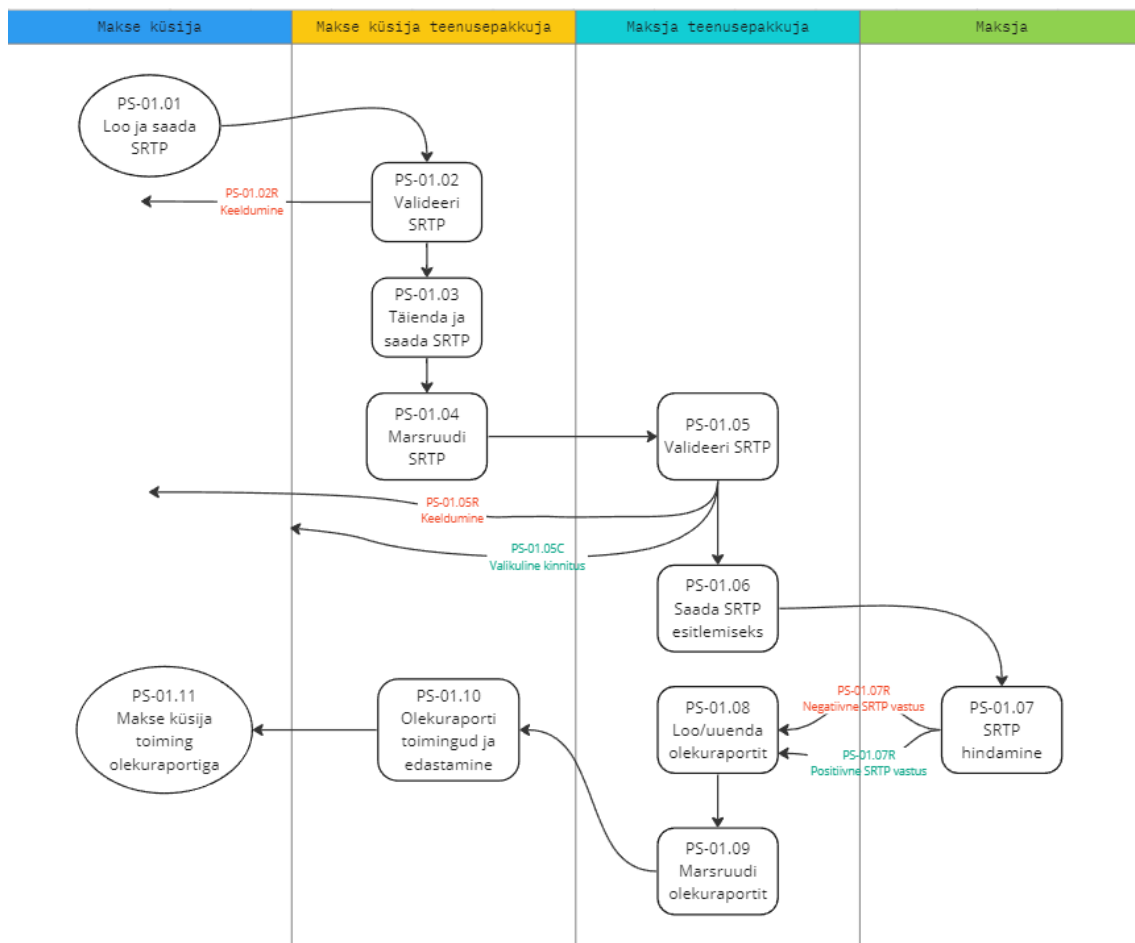 Makse küsija
Makse küsija teenusepakkuja
Maksja teenusepakkuja
Maksja
PS-01.01
Loo ja saada
SRTP
PS-01.02
Valideeri
SRTP
PS-01.02R
Keeldumine
PS-01.03
Täienda ja
saada SRTP
PS-01.04
Marsruudi
SRTP
PS-01.05
Valideeri SRTP
PS-01.05R
Keeldumine
PS-01.05C
Valikuline kinnitus
PS-01.06
Saada SRTP
esitlemiseks
PS-01.07
SRTP
hindamine
PS-01.07R
Negatiivne SRTP vastus
PS-01.07R
Positiivne SRTP vastus
PS-01.08
Loo/uuenda
olekuraportit
PS-01.09
Marsruudi
olekuraportit
PS-01.10
Olekuraporti
toimingud ja
edastamine
PS-01.11
Makse küsija
toiming
olekuraportiga